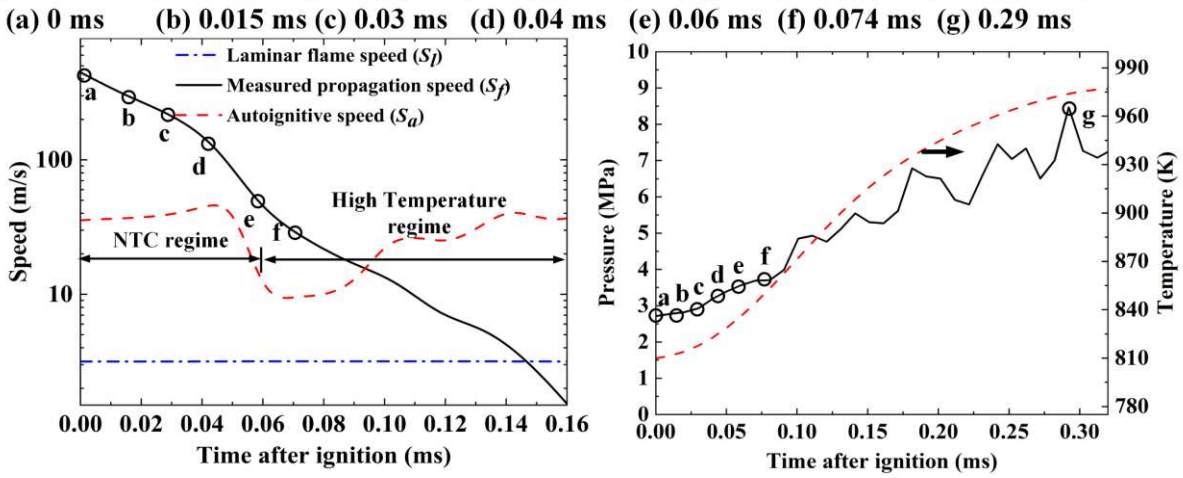 (a) 0 ms (b) 0.015 ms (c) 0.03 ms (d) 0.04 ms (e) 0.06 ms (f) 0.074 ms (g) 0.29 ms
Laminar flame speed (Sl)
Measured propagation speed (Sf)
Autoignitive speed (Sa)
a
b
c
d
e
f
NTC regime
High Temperature
regime
100
10
Speed (m/s)
0.00 0.02 0.04 0.06 0.08 0.10 0.12 0.14 0.16
Time after ignition (ms)
10
9
8
7
6
5
4
3
2
1
0
Pressure (MPa)
a
b
c
d
e
f
g
990
960
930
900
870
840
810
780
Temperature (K)
0.00 0.05 0.10 0.15 0.20 0.25 0.30
Time after ignition (ms)